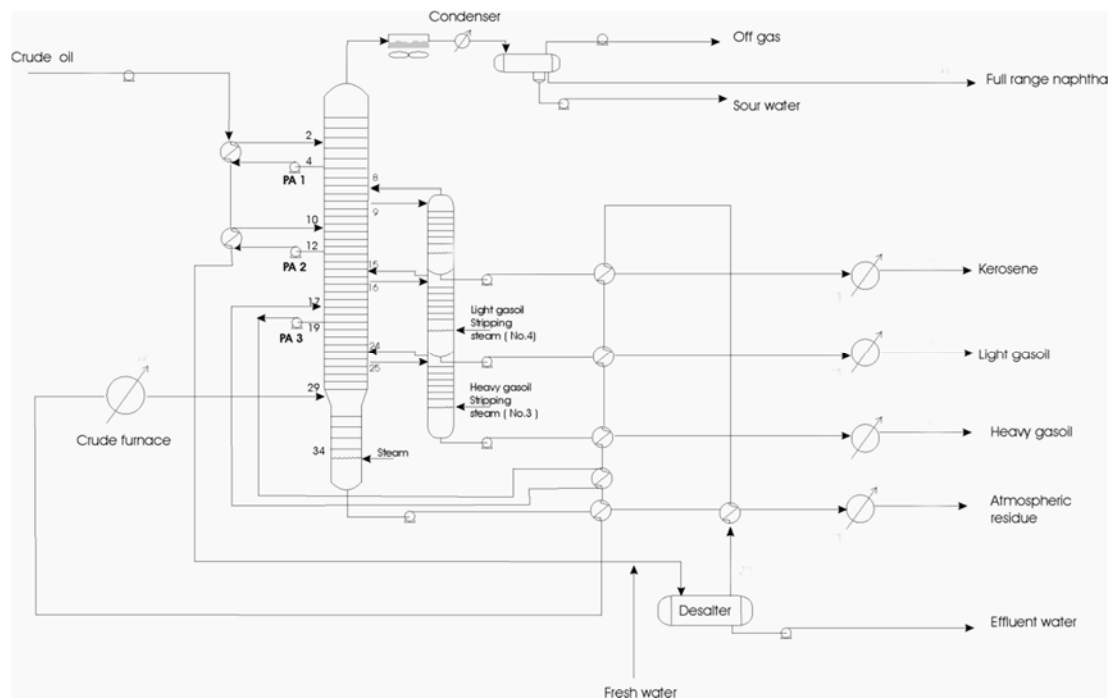 Condenser
Off gas
Crude oil
Full range naphtha
Sour water
2
4
PA 1
8
9
10
12
PA 2
15
16
Kerosene
17
19
PA 3
Light gasoil
Stripping
steam ( No.4)
24
25
Light gasoil
29
Heavy gasoil
Stripping
steam ( No.3 )
Crude furnace
Heavy gasoil
34
Steam
Atmospheric
residue
Desalter
Effluent water
Fresh water